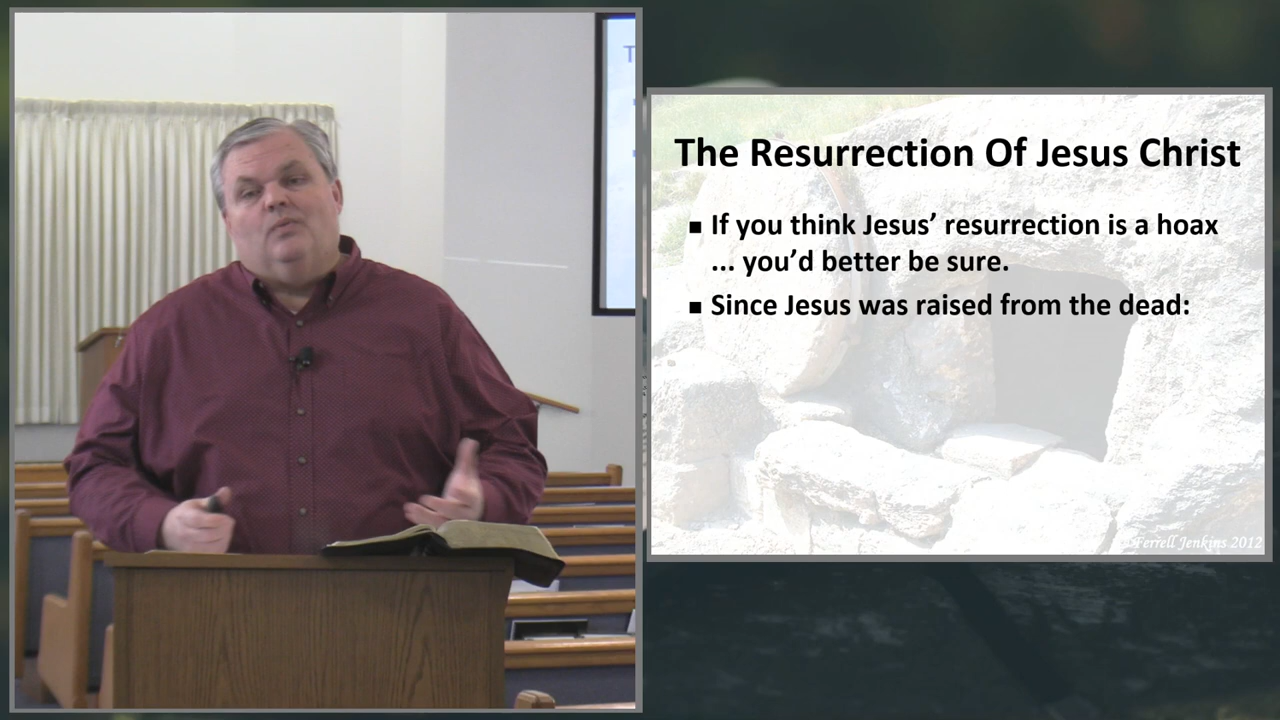 The Resurrection Of Jesus Christ
▪ If you think Jesus’ resurrection is a hoax
... you’d better be sure.
▪ Since Jesus was raised from the dead:
©Ferrell Jenkins 2012
T